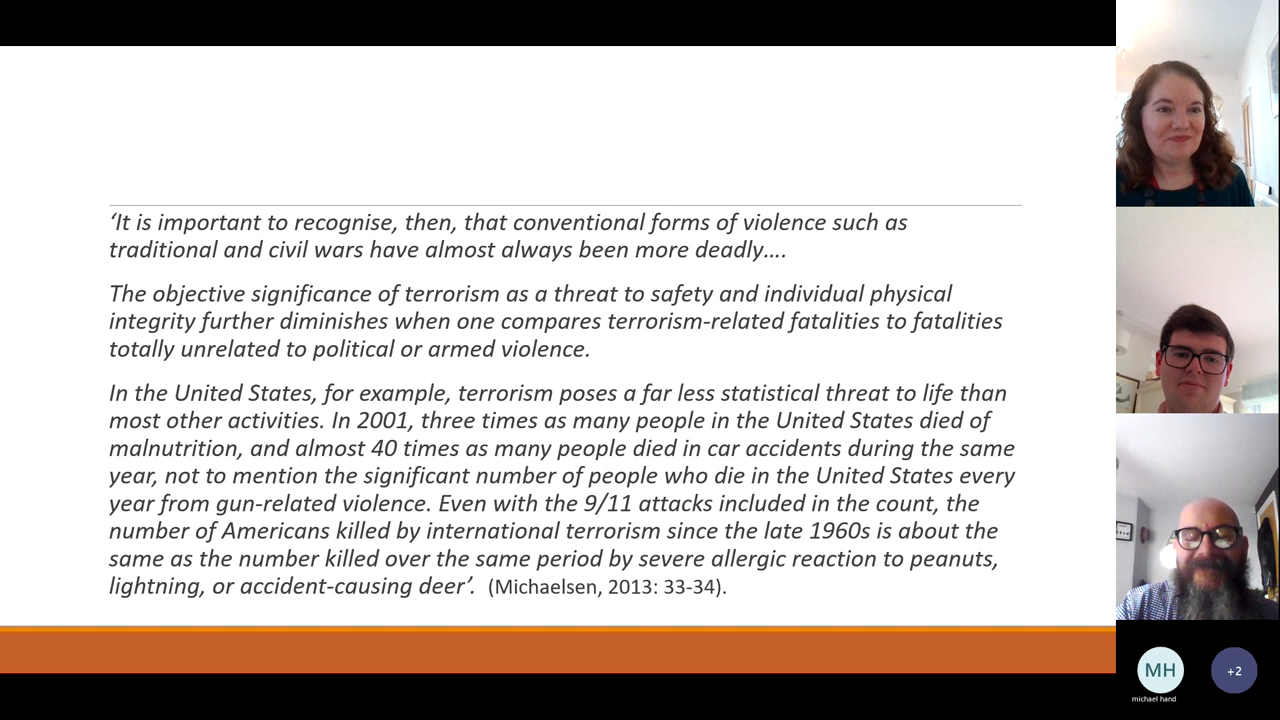 ‘It is important to recognise, then, that conventional forms of violence such as
traditional and civil wars have almost always been more deadly….
The objective significance of terrorism as a threat to safety and individual physical
integrity further diminishes when one compares terrorism-related fatalities to fatalities
totally unrelated to political or armed violence.
In the United States, for example, terrorism poses a far less statistical threat to life than
most other activities. In 2001, three times as many people in the United States died of
malnutrition, and almost 40 times as many people died in car accidents during the same
year, not to mention the significant number of people who die in the United States every
year from gun-related violence. Even with the 9/11 attacks included in the count, the
number of Americans killed by international terrorism since the late 1960s is about the
same as the number killed over the same period by severe allergic reaction to peanuts,
lightning, or accident-causing deer’. (Michaelsen, 2013: 33-34).
MH
+2
michael hand